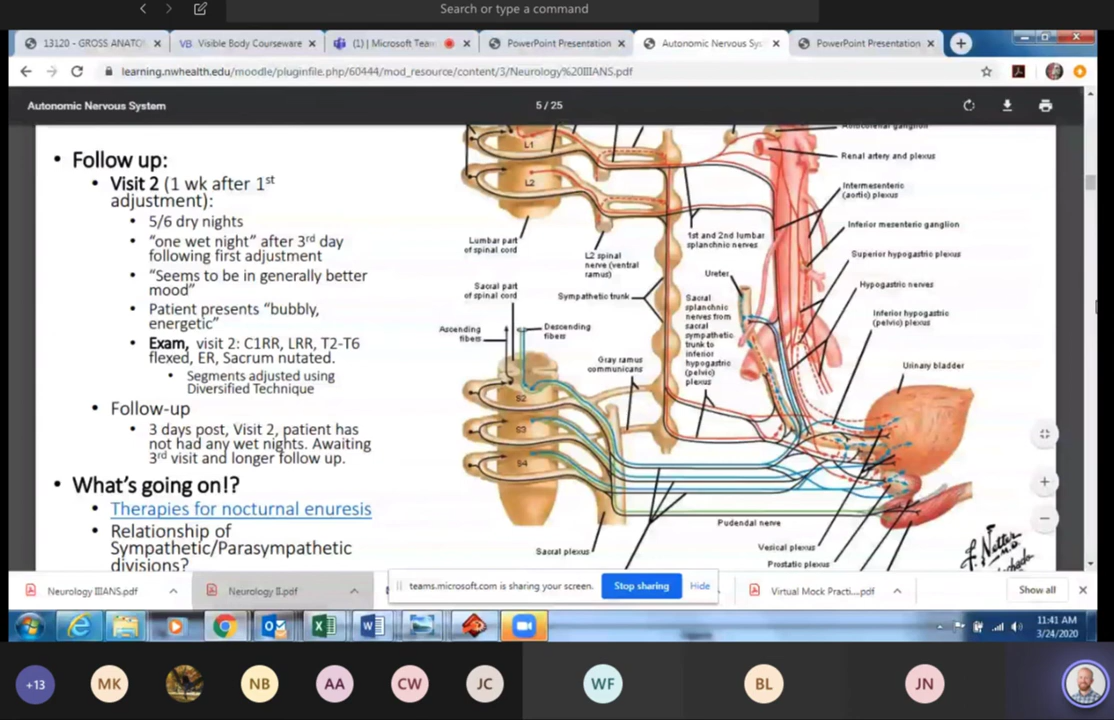 Search or type a command
13120 - GROSS ANATO
VB Visible Body Courseware
(1) | Microsoft Team
PowerPoint Presentation
Autonomic Nervous Sy
PowerPoint Presentation
learning.nwhealth.edu/moodle/pluginfile.php/60444/mod_resource/content/3/Neurology%20IIIANS.pdf
Autonomic Nervous System
5 / 25
• Follow up:
• Visit 2 (1 wk after 1st
adjustment):
• 5/6 dry nights
• “one wet night” after 3rd day
following first adjustment
• “Seems to be in generally better
mood”
• Patient presents “bubbly,
energetic”
• Exam, visit 2: C1RR, LRR, T2-T6
flexed, ER, Sacrum nutated.
• Segments adjusted using
Diversified Technique
• Follow-up
• 3 days post, Visit 2, patient has
not had any wet nights. Awaiting
3rd visit and longer follow up.
• What’s going on!?
• Therapies for nocturnal enuresis
• Relationship of
Sympathetic/Parasympathetic
divisions?
L1
L2
Lumbar part
of spinal cord
L2 spinal
nerve (ventral
ramus)
Sacral part
of spinal cord
Sympathetic trunk
Ascending
fibers
Descending
fibers
Gray ramus
communicans
S2
S3
S4
Sacral plexus
Renal artery and plexus
Intermesenteric
(aortic) plexus
Inferior mesenteric ganglion
1st and 2nd lumbar
splanchnic nerves
Superior hypogastric plexus
Ureter
Hypogastric nerves
Sacral
splanchnic
nerves from
sacral
sympathetic
trunk to
inferior
hypogastric
(pelvic)
plexus
Inferior hypogastric
(pelvic) plexus
Urinary bladder
Pudendal nerve
Vesical plexus
Prostatic plexus
F. Netter
M.D.
teams.microsoft.com is sharing your screen.
Stop sharing
Hide
Neurology IIIANS.pdf
Neurology II.pdf
Virtual Mock Practi....pdf
Show all
11:41 AM
3/24/2020
+13
MK
NB
AA
CW
JC
WF
BL
JN